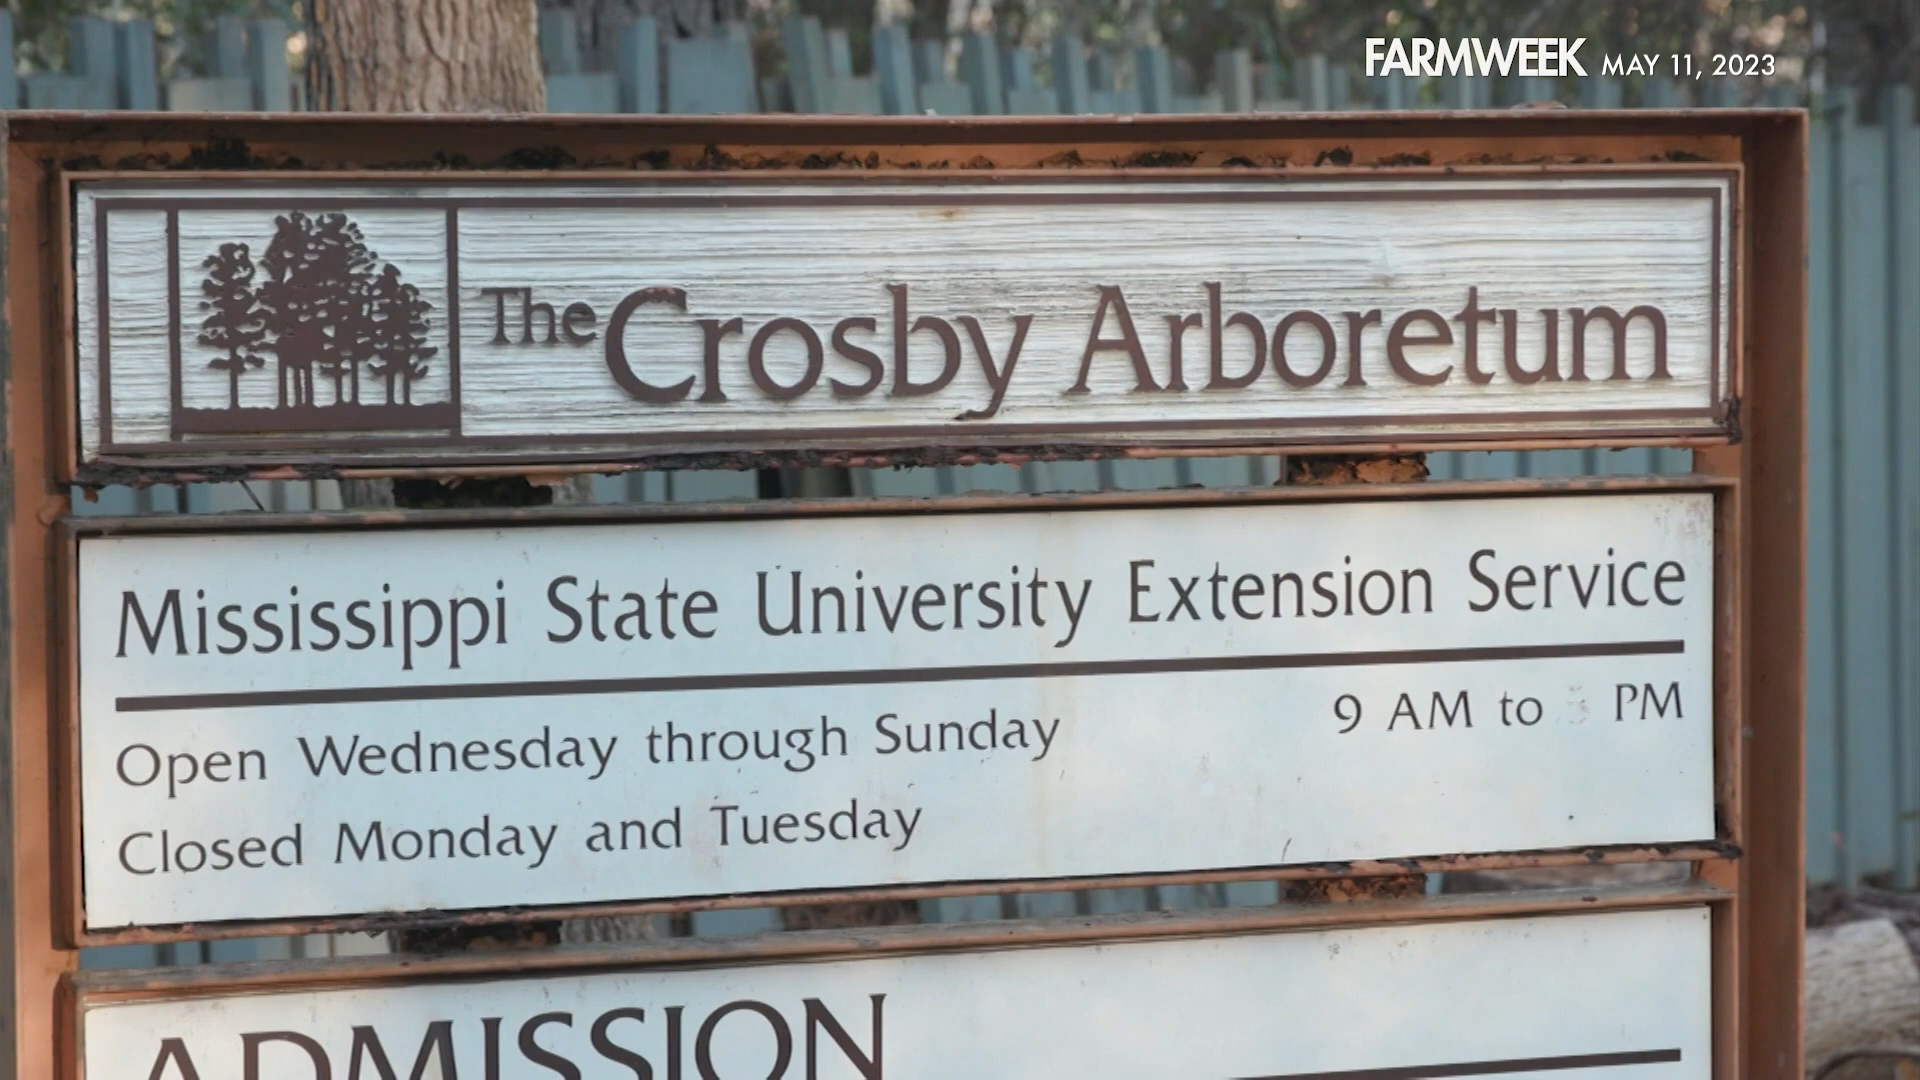 FARMWEEK MAY 11, 2023
The Crosby Arboretum
Mississippi State University Extension Service
Open Wednesday through Sunday 9 AM to PM
Closed Monday and Tuesday
ADMISSION